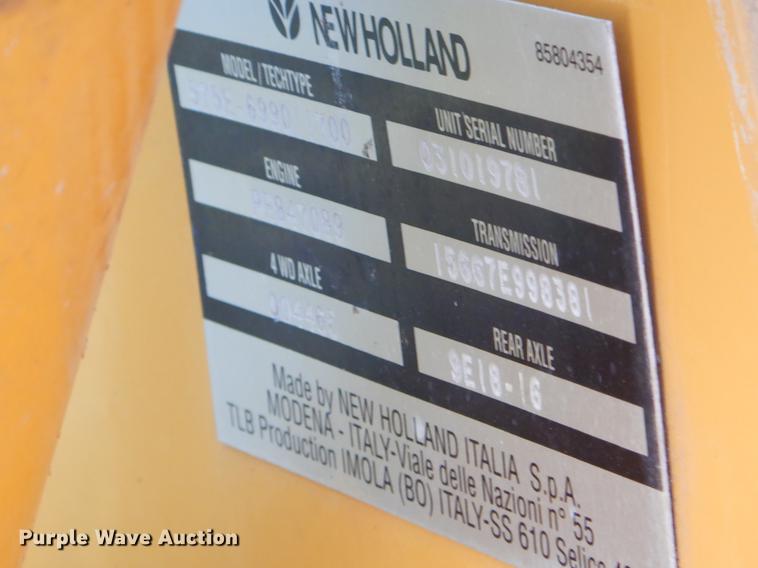 NEW HOLLAND
85804354
MODEL / TECHTYPE
UNIT SERIAL NUMBER
031019781
ENGINE
TRANSMISSION
15667E998381
4 WD AXLE
REAR AXLE
9E18-16
Made by NEW HOLLAND ITALIA S.p.A.
MODENA - ITALY-Viale delle Nazioni n° 55
TLB Production IMOLA (BO) ITALY-SS 610 Selice
Purple Wave Auction